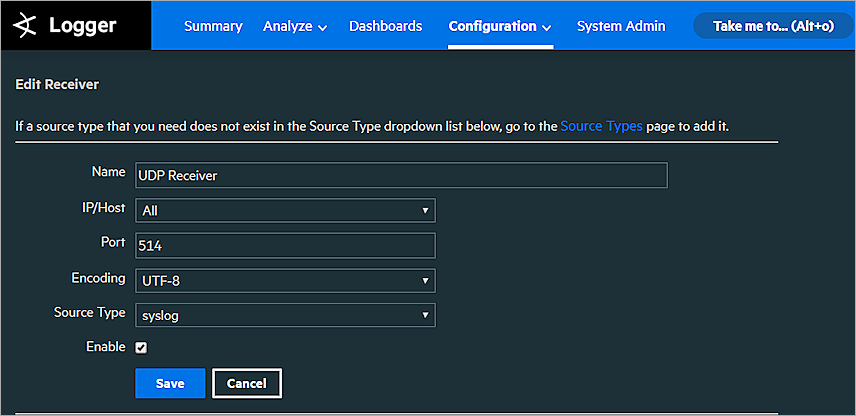 Logger Summary Analyze Dashboards Configuration System Admin Take me to... (Alt+o)
Edit Receiver
If a source type that you need does not exist in the Source Type dropdown list below, go to the Source Types page to add it.
Name UDP Receiver
IP/Host All
Port 514
Encoding UTF-8
Source Type syslog
Enable
Save Cancel